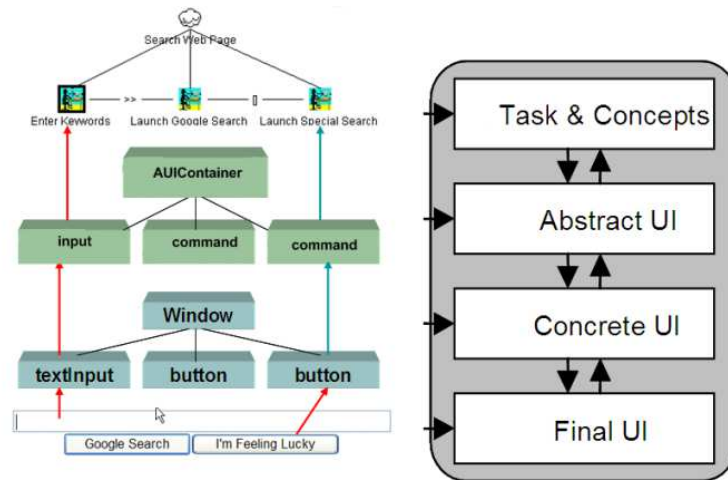 Search Web Page
>>
[]
Enter Keywords
Launch Google Search
Launch Special Search
AUIContainer
input
command
command
Window
textInput
button
button
Google Search
I'm Feeling Lucky
Task & Concepts
Abstract UI
Concrete UI
Final UI